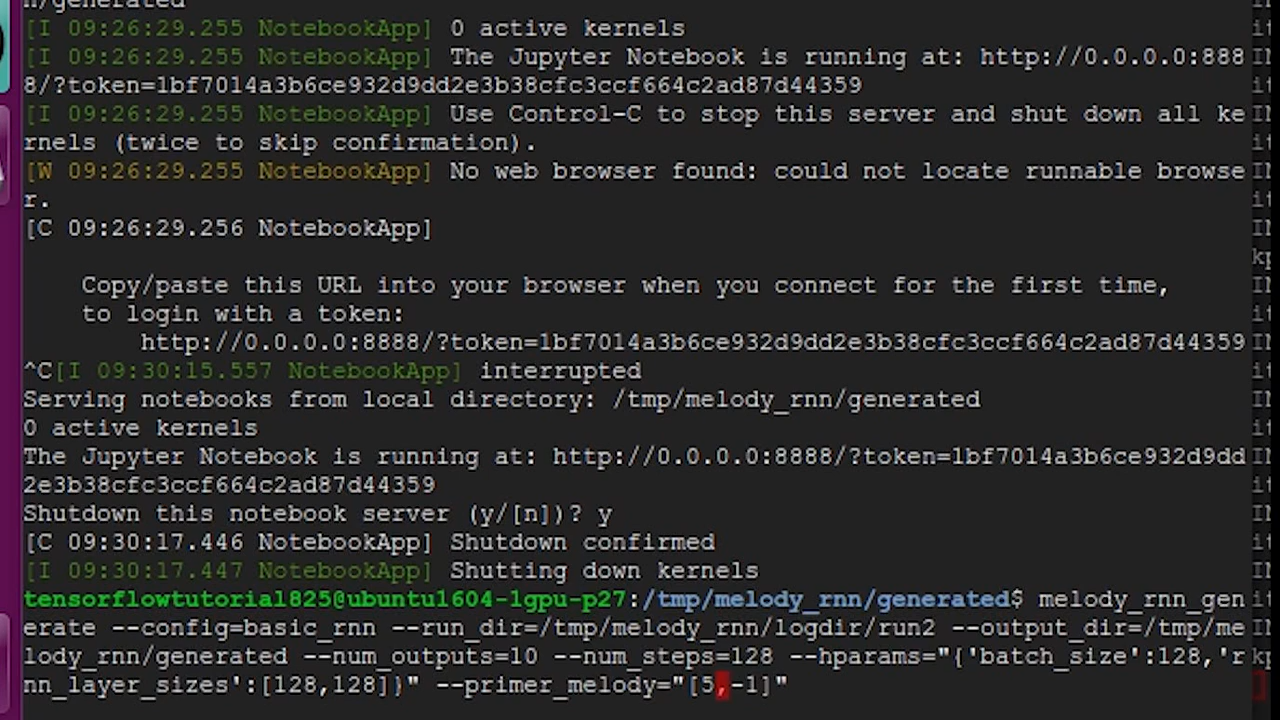 n/generated
[I 09:26:29.255 NotebookApp] 0 active kernels
[I 09:26:29.255 NotebookApp] The Jupyter Notebook is running at: http://0.0.0.0:888
8/?token=1bf7014a3b6ce932d9dd2e3b38cfc3ccf664c2ad87d44359
[I 09:26:29.255 NotebookApp] Use Control-C to stop this server and shut down all ke
rnels (twice to skip confirmation).
[W 09:26:29.255 NotebookApp] No web browser found: could not locate runnable browse
r.
[C 09:26:29.256 NotebookApp]
Copy/paste this URL into your browser when you connect for the first time,
to login with a token:
http://0.0.0.0:8888/?token=1bf7014a3b6ce932d9dd2e3b38cfc3ccf664c2ad87d44359
^C[I 09:30:15.557 NotebookApp] interrupted
Serving notebooks from local directory: /tmp/melody_rnn/generated
0 active kernels
The Jupyter Notebook is running at: http://0.0.0.0:8888/?token=1bf7014a3b6ce932d9dd
2e3b38cfc3ccf664c2ad87d44359
Shutdown this notebook server (y/[n])? y
[C 09:30:17.446 NotebookApp] Shutdown confirmed
[I 09:30:17.447 NotebookApp] Shutting down kernels
tensorflowtutorial825@ubuntu1604-1gpu-p27:/tmp/melody_rnn/generated$ melody_rnn_gen
erate --config=basic_rnn --run_dir=/tmp/melody_rnn/logdir/run2 --output_dir=/tmp/me
lody_rnn/generated --num_outputs=10 --num_steps=128 --hparams="{'batch_size':128,'r
nn_layer_sizes':[128,128]}" --primer_melody="[5,-1]"